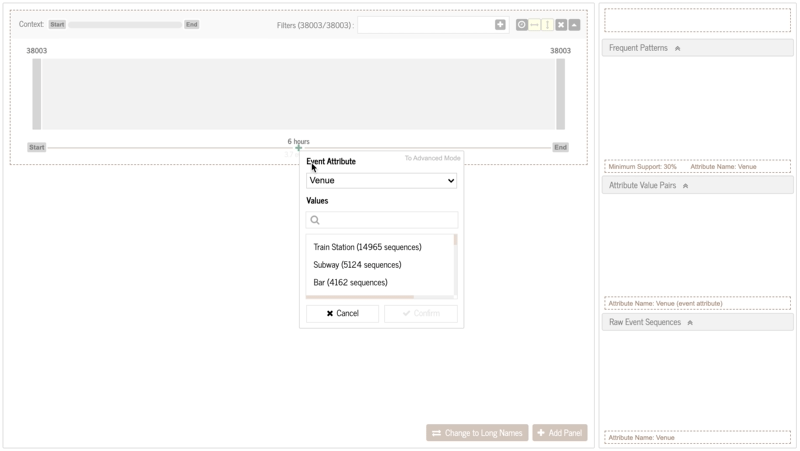 Context: Start End Filters (38003/38003) :
38003 38003
6 hours
Start End
Event Attribute To Advanced Mode
Venue
Values
Train Station (14965 sequences)
Subway (5124 sequences)
Bar (4162 sequences)
Cancel Confirm
Change to Long Names Add Panel
Frequent Patterns
Minimum Support: 30% Attribute Name: Venue
Attribute Value Pairs
Attribute Name: Venue (event attribute)
Raw Event Sequences
Attribute Name: Venue